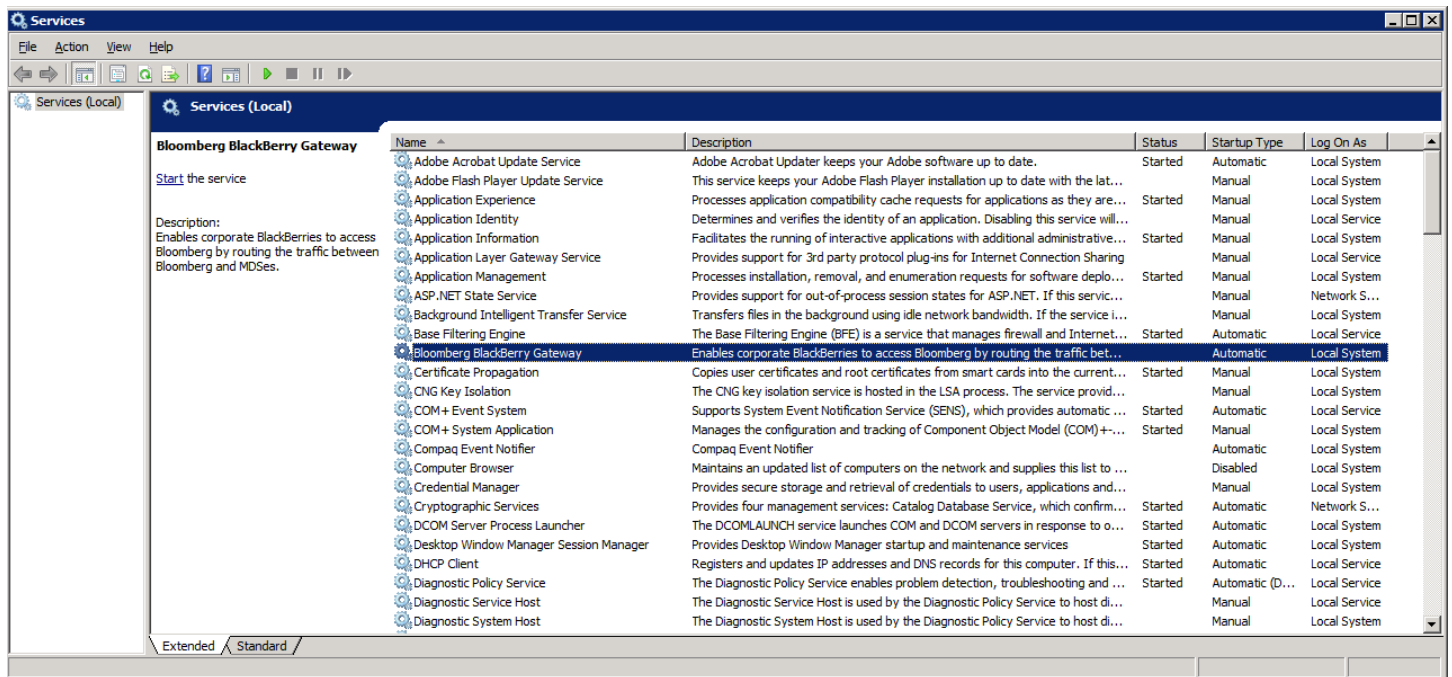 Services
File Action View Help
Services (Local)
Services (Local)
Bloomberg BlackBerry Gateway
Start the service
Description:
Enables corporate BlackBerries to access
Bloomberg by routing the traffic between
Bloomberg and MDSes.
Name Description Status Startup Type Log On As
Adobe Acrobat Update Service Adobe Acrobat Updater keeps your Adobe software up to date. Started Automatic Local System
Adobe Flash Player Update Service This service keeps your Adobe Flash Player installation up to date with the lat... Manual Local System
Application Experience Processes application compatibility cache requests for applications as they are... Started Manual Local System
Application Identity Determines and verifies the identity of an application. Disabling this service will... Manual Local Service
Application Information Facilitates the running of interactive applications with additional administrative... Started Manual Local System
Application Layer Gateway Service Provides support for 3rd party protocol plug-ins for Internet Connection Sharing Manual Local Service
Application Management Processes installation, removal, and enumeration requests for software deplo... Started Manual Local System
ASP.NET State Service Provides support for out-of-process session states for ASP.NET. If this servic... Manual Network S...
Background Intelligent Transfer Service Transfers files in the background using idle network bandwidth. If the service i... Manual Local System
Base Filtering Engine The Base Filtering Engine (BFE) is a service that manages firewall and Internet... Started Automatic Local Service
Bloomberg BlackBerry Gateway Enables corporate BlackBerries to access Bloomberg by routing the traffic bet... Automatic Local System
Certificate Propagation Copies user certificates and root certificates from smart cards into the current... Started Manual Local System
CNG Key Isolation The CNG key isolation service is hosted in the LSA process. The service provid... Manual Local System
COM+ Event System Supports System Event Notification Service (SENS), which provides automatic ... Started Automatic Local Service
COM+ System Application Manages the configuration and tracking of Component Object Model (COM)+-... Started Manual Local System
Compaq Event Notifier Compaq Event Notifier Automatic Local System
Computer Browser Maintains an updated list of computers on the network and supplies this list to ... Disabled Local System
Credential Manager Provides secure storage and retrieval of credentials to users, applications and... Manual Local System
Cryptographic Services Provides four management services: Catalog Database Service, which confirm... Started Automatic Network S...
DCOM Server Process Launcher The DCOMLAUNCH service launches COM and DCOM servers in response to o... Started Automatic Local System
Desktop Window Manager Session Manager Provides Desktop Window Manager startup and maintenance services Started Automatic Local System
DHCP Client Registers and updates IP addresses and DNS records for this computer. If this... Started Automatic Local Service
Diagnostic Policy Service The Diagnostic Policy Service enables problem detection, troubleshooting and ... Started Automatic (D... Local Service
Diagnostic Service Host The Diagnostic Service Host is used by the Diagnostic Policy Service to host di... Manual Local Service
Diagnostic System Host The Diagnostic System Host is used by the Diagnostic Policy Service to host di... Manual Local System
Extended Standard